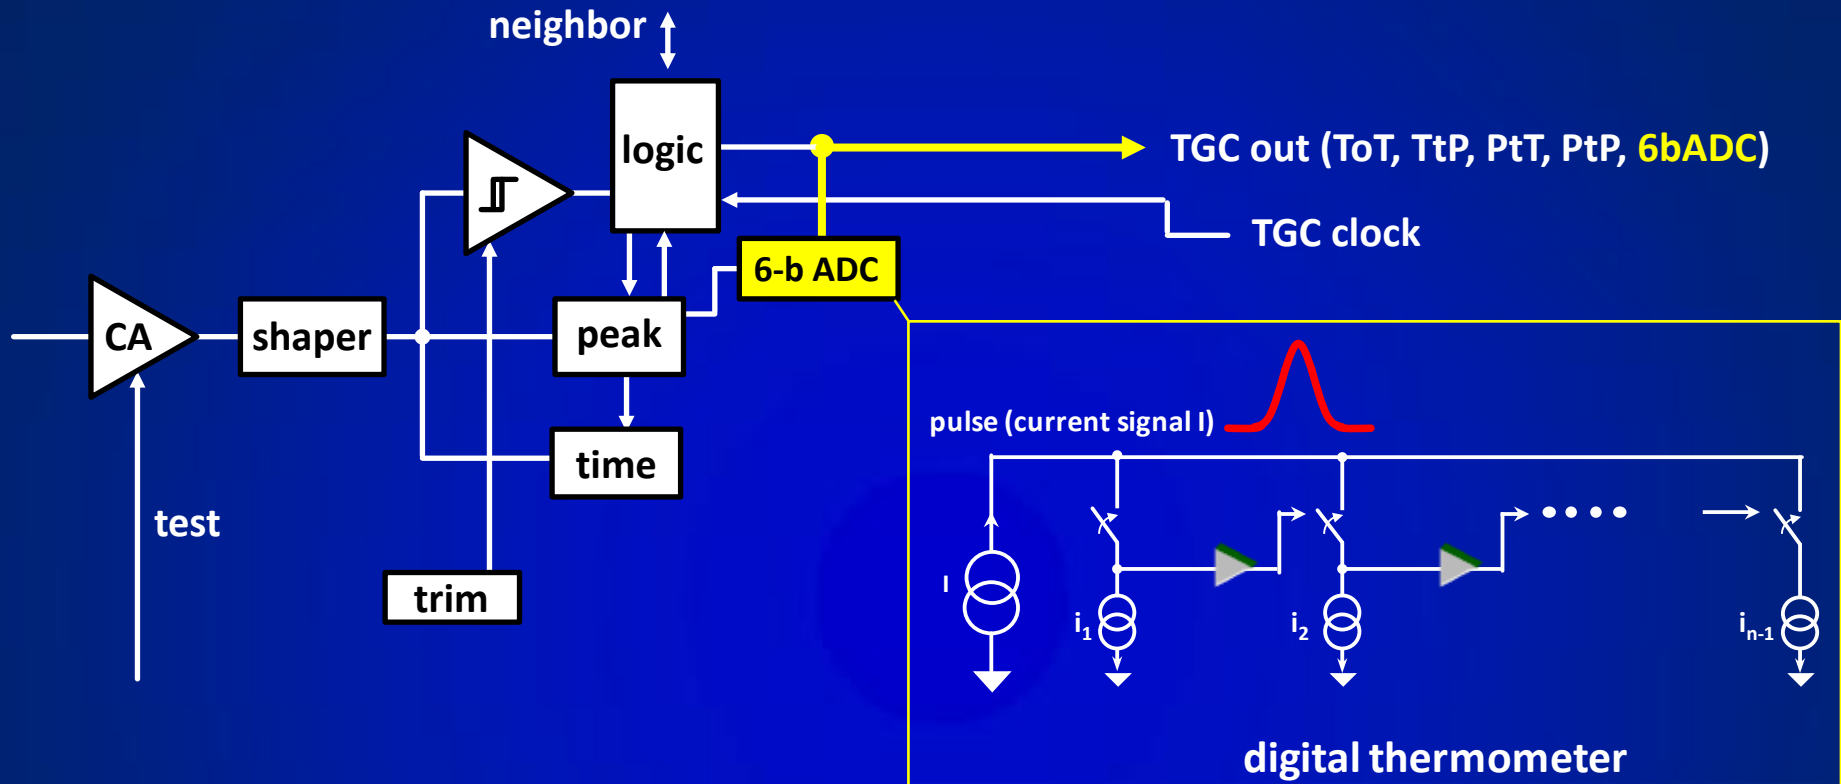 neighbor
logic
TGC out (ToT, TtP, PtT, PtP, 6bADC)
TGC clock
6-b ADC
CA
shaper
peak
time
test
trim
pulse (current signal I)
I
i1
i2
in-1
digital thermometer